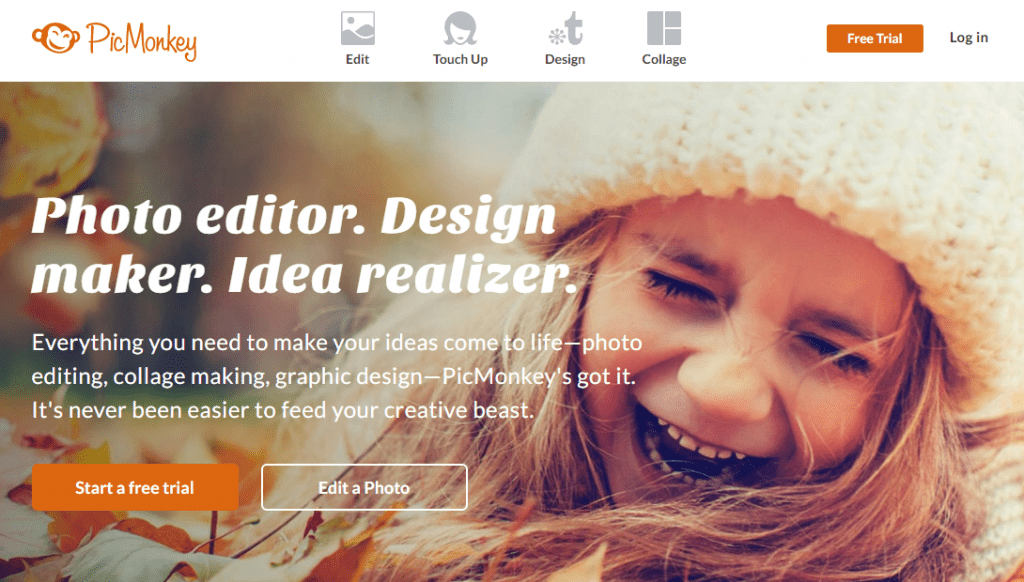 PicMonkey
Edit
Touch Up
Design
Collage
Free Trial
Log in
Photo editor. Design
maker. Idea realizer.
Everything you need to make your ideas come to life—photo
editing, collage making, graphic design—PicMonkey's got it.
It's never been easier to feed your creative beast.
Start a free trial
Edit a Photo